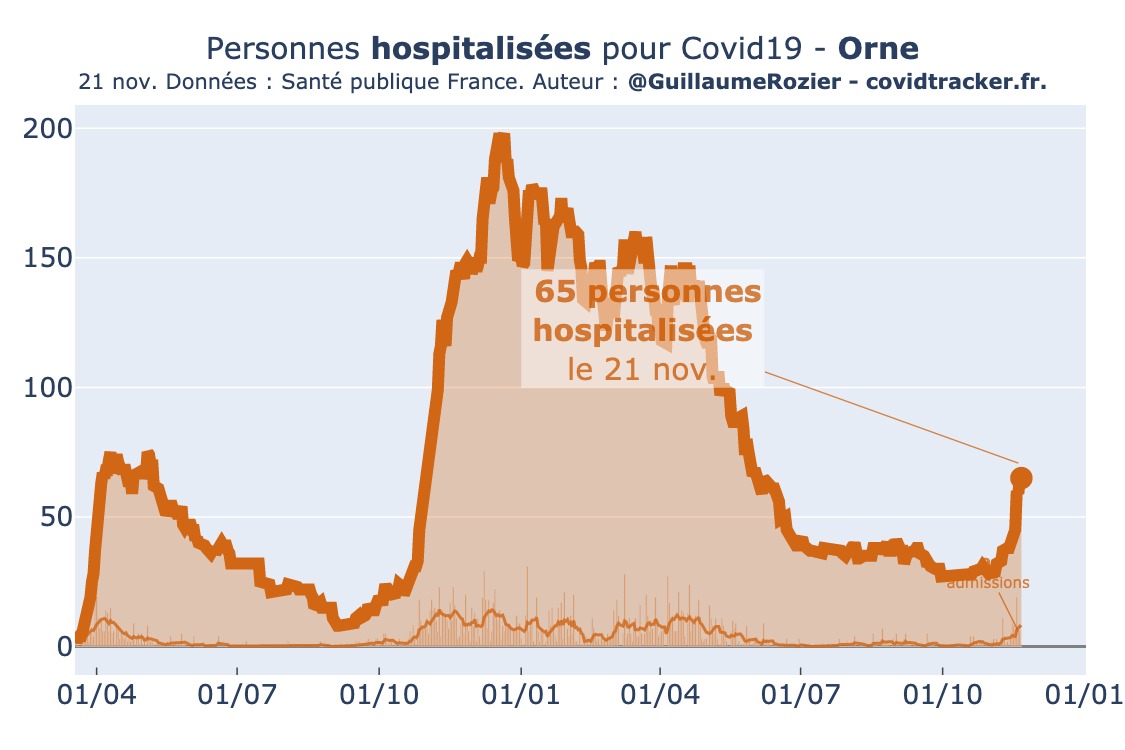 Personnes hospitalisées pour Covid19 - Orne
21 nov. Données : Santé publique France. Auteur : @GuillaumeRozier - covidtracker.fr.
200
150
100
50
0
65 personnes
hospitalisées
le 21 nov.
admissions
01/04 01/07 01/10 01/01 01/04 01/07 01/10 01/01